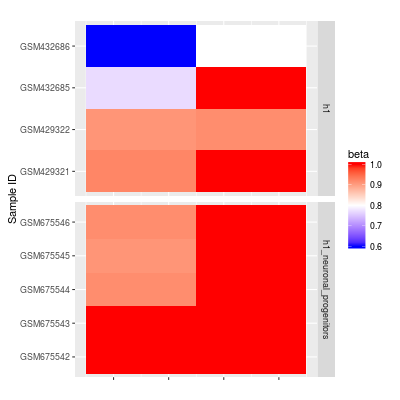 GSM432686
GSM432685
GSM429322
GSM429321
h1
GSM675546
GSM675545
GSM675544
GSM675543
GSM675542
h1_neuronal_progenitors
Sample ID
beta
1.0
0.9
0.8
0.7
0.6